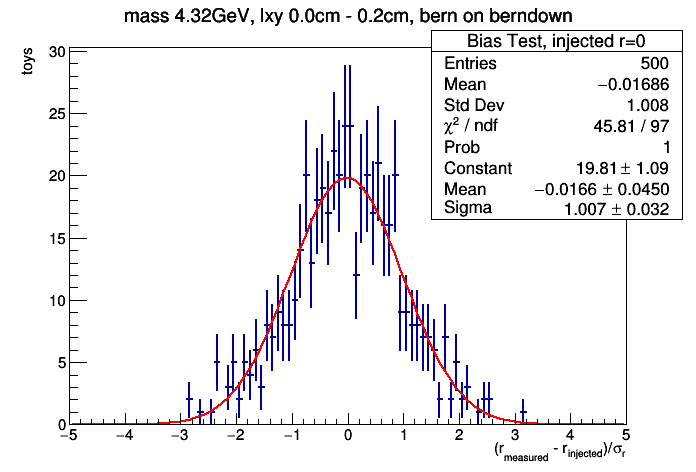 mass 4.32GeV, lxy 0.0cm - 0.2cm, bern on berndown
Bias Test, injected r=0
Entries 500
Mean −0.01686
Std Dev 1.008
χ² / ndf 45.81 / 97
Prob 1
Constant 19.81 ± 1.09
Mean −0.0166 ± 0.0450
Sigma 1.007 ± 0.032
toys
30
25
20
15
10
5
0
−5 −4 −3 −2 −1 0 1 2 3 4 5
(r_measured - r_injected)/σ_r